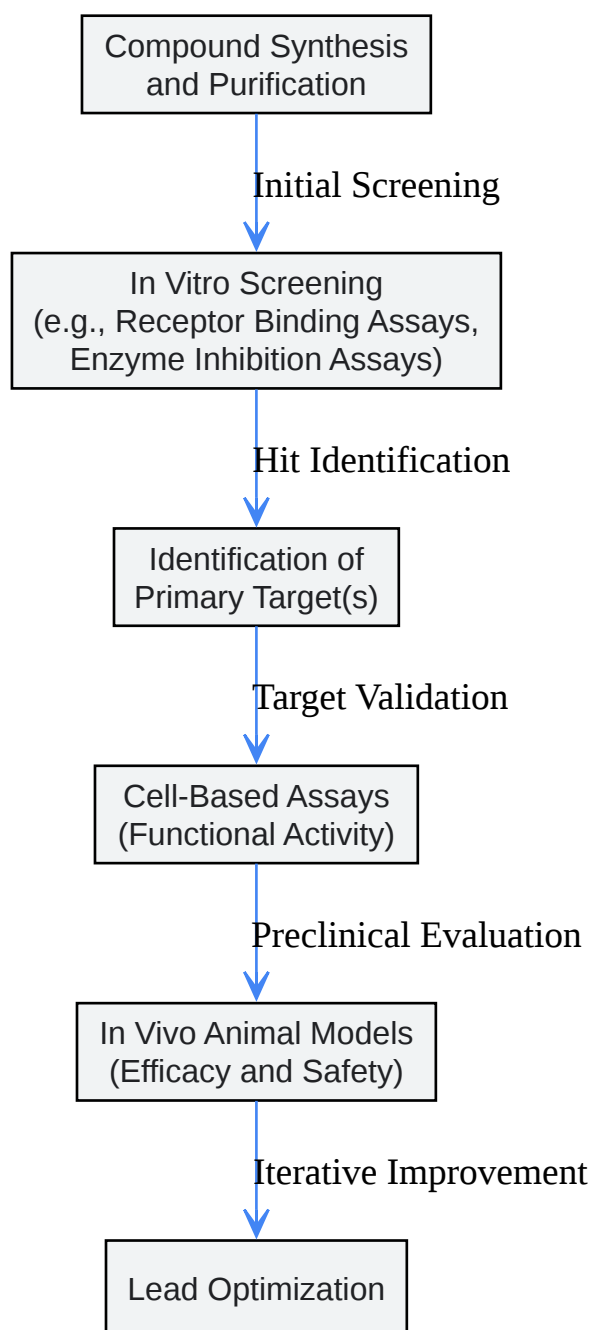 Compound Synthesis
and Purification
Initial Screening
In Vitro Screening
(e.g., Receptor Binding Assays,
Enzyme Inhibition Assays)
Hit Identification
Identification of
Primary Target(s)
Target Validation
Cell-Based Assays
(Functional Activity)
Preclinical Evaluation
In Vivo Animal Models
(Efficacy and Safety)
Iterative Improvement
Lead Optimization